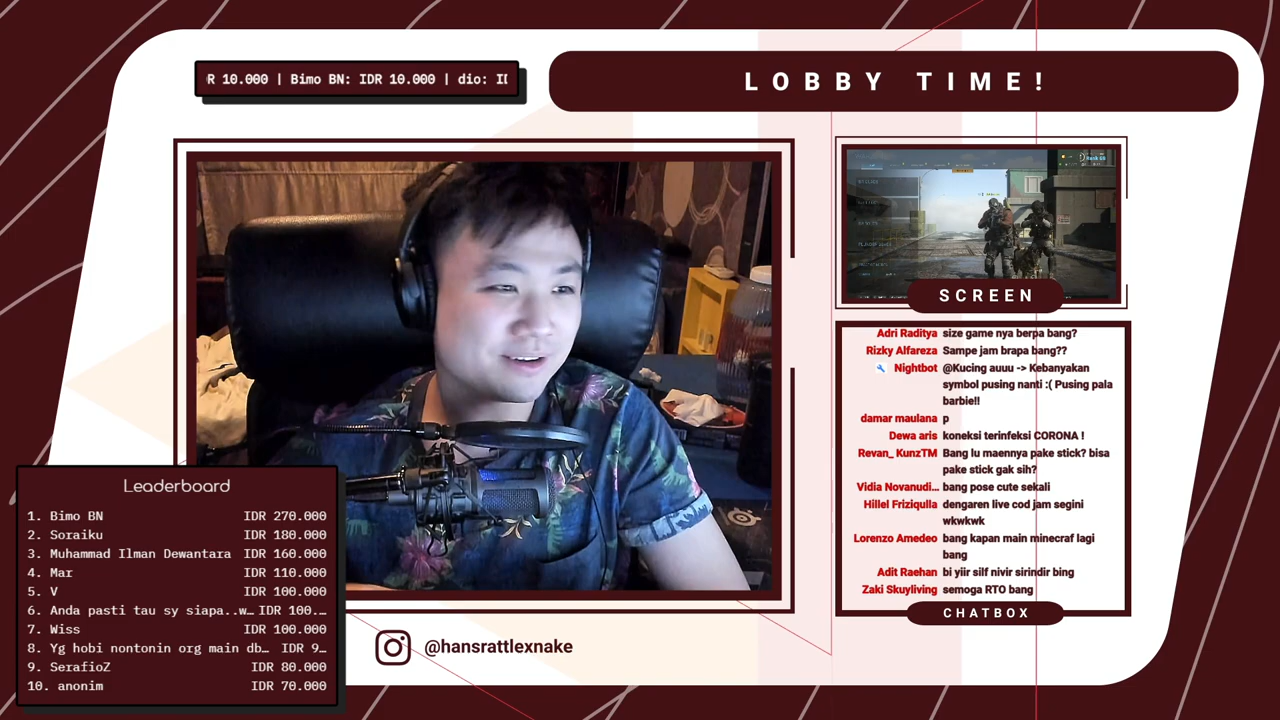 R 10.000 | Bimo BN: IDR 10.000 | dio: II
LOBBY TIME!
SCREEN
Adri Raditya size game nya berpa bang?
Rizky Alfareza Sampe jam brapa bang??
Nightbot @Kucing auuu -> Kebanyakan
symbol pusing nanti :( Pusing pala
barbie!!
damar maulana p
Dewa aris koneksi terinfeksi CORONA !
Revan_ KunzTM Bang lu maennya pake stick? bisa
pake stick gak sih?
Vidia Novanudi... bang pose cute sekali
Hillel Friziqulla dengaren live cod jam segini
wkwkwk
Lorenzo Amedeo bang kapan main minecraf lagi
bang
Adit Raehan bi yiir silf nivir sirindir bing
Zaki Skuyliving semoga RTO bang
CHATBOX
Leaderboard
1. Bimo BN IDR 270.000
2. Soraiku IDR 180.000
3. Muhammad Ilman Dewantara IDR 160.000
4. Mar IDR 110.000
5. V IDR 100.000
6. Anda pasti tau sy siapa..w… IDR 100.…
7. Wiss IDR 100.000
8. Yg hobi nontonin org main db… IDR 9…
9. SerafioZ IDR 80.000
10. anonim IDR 70.000
@hansrattlexnake